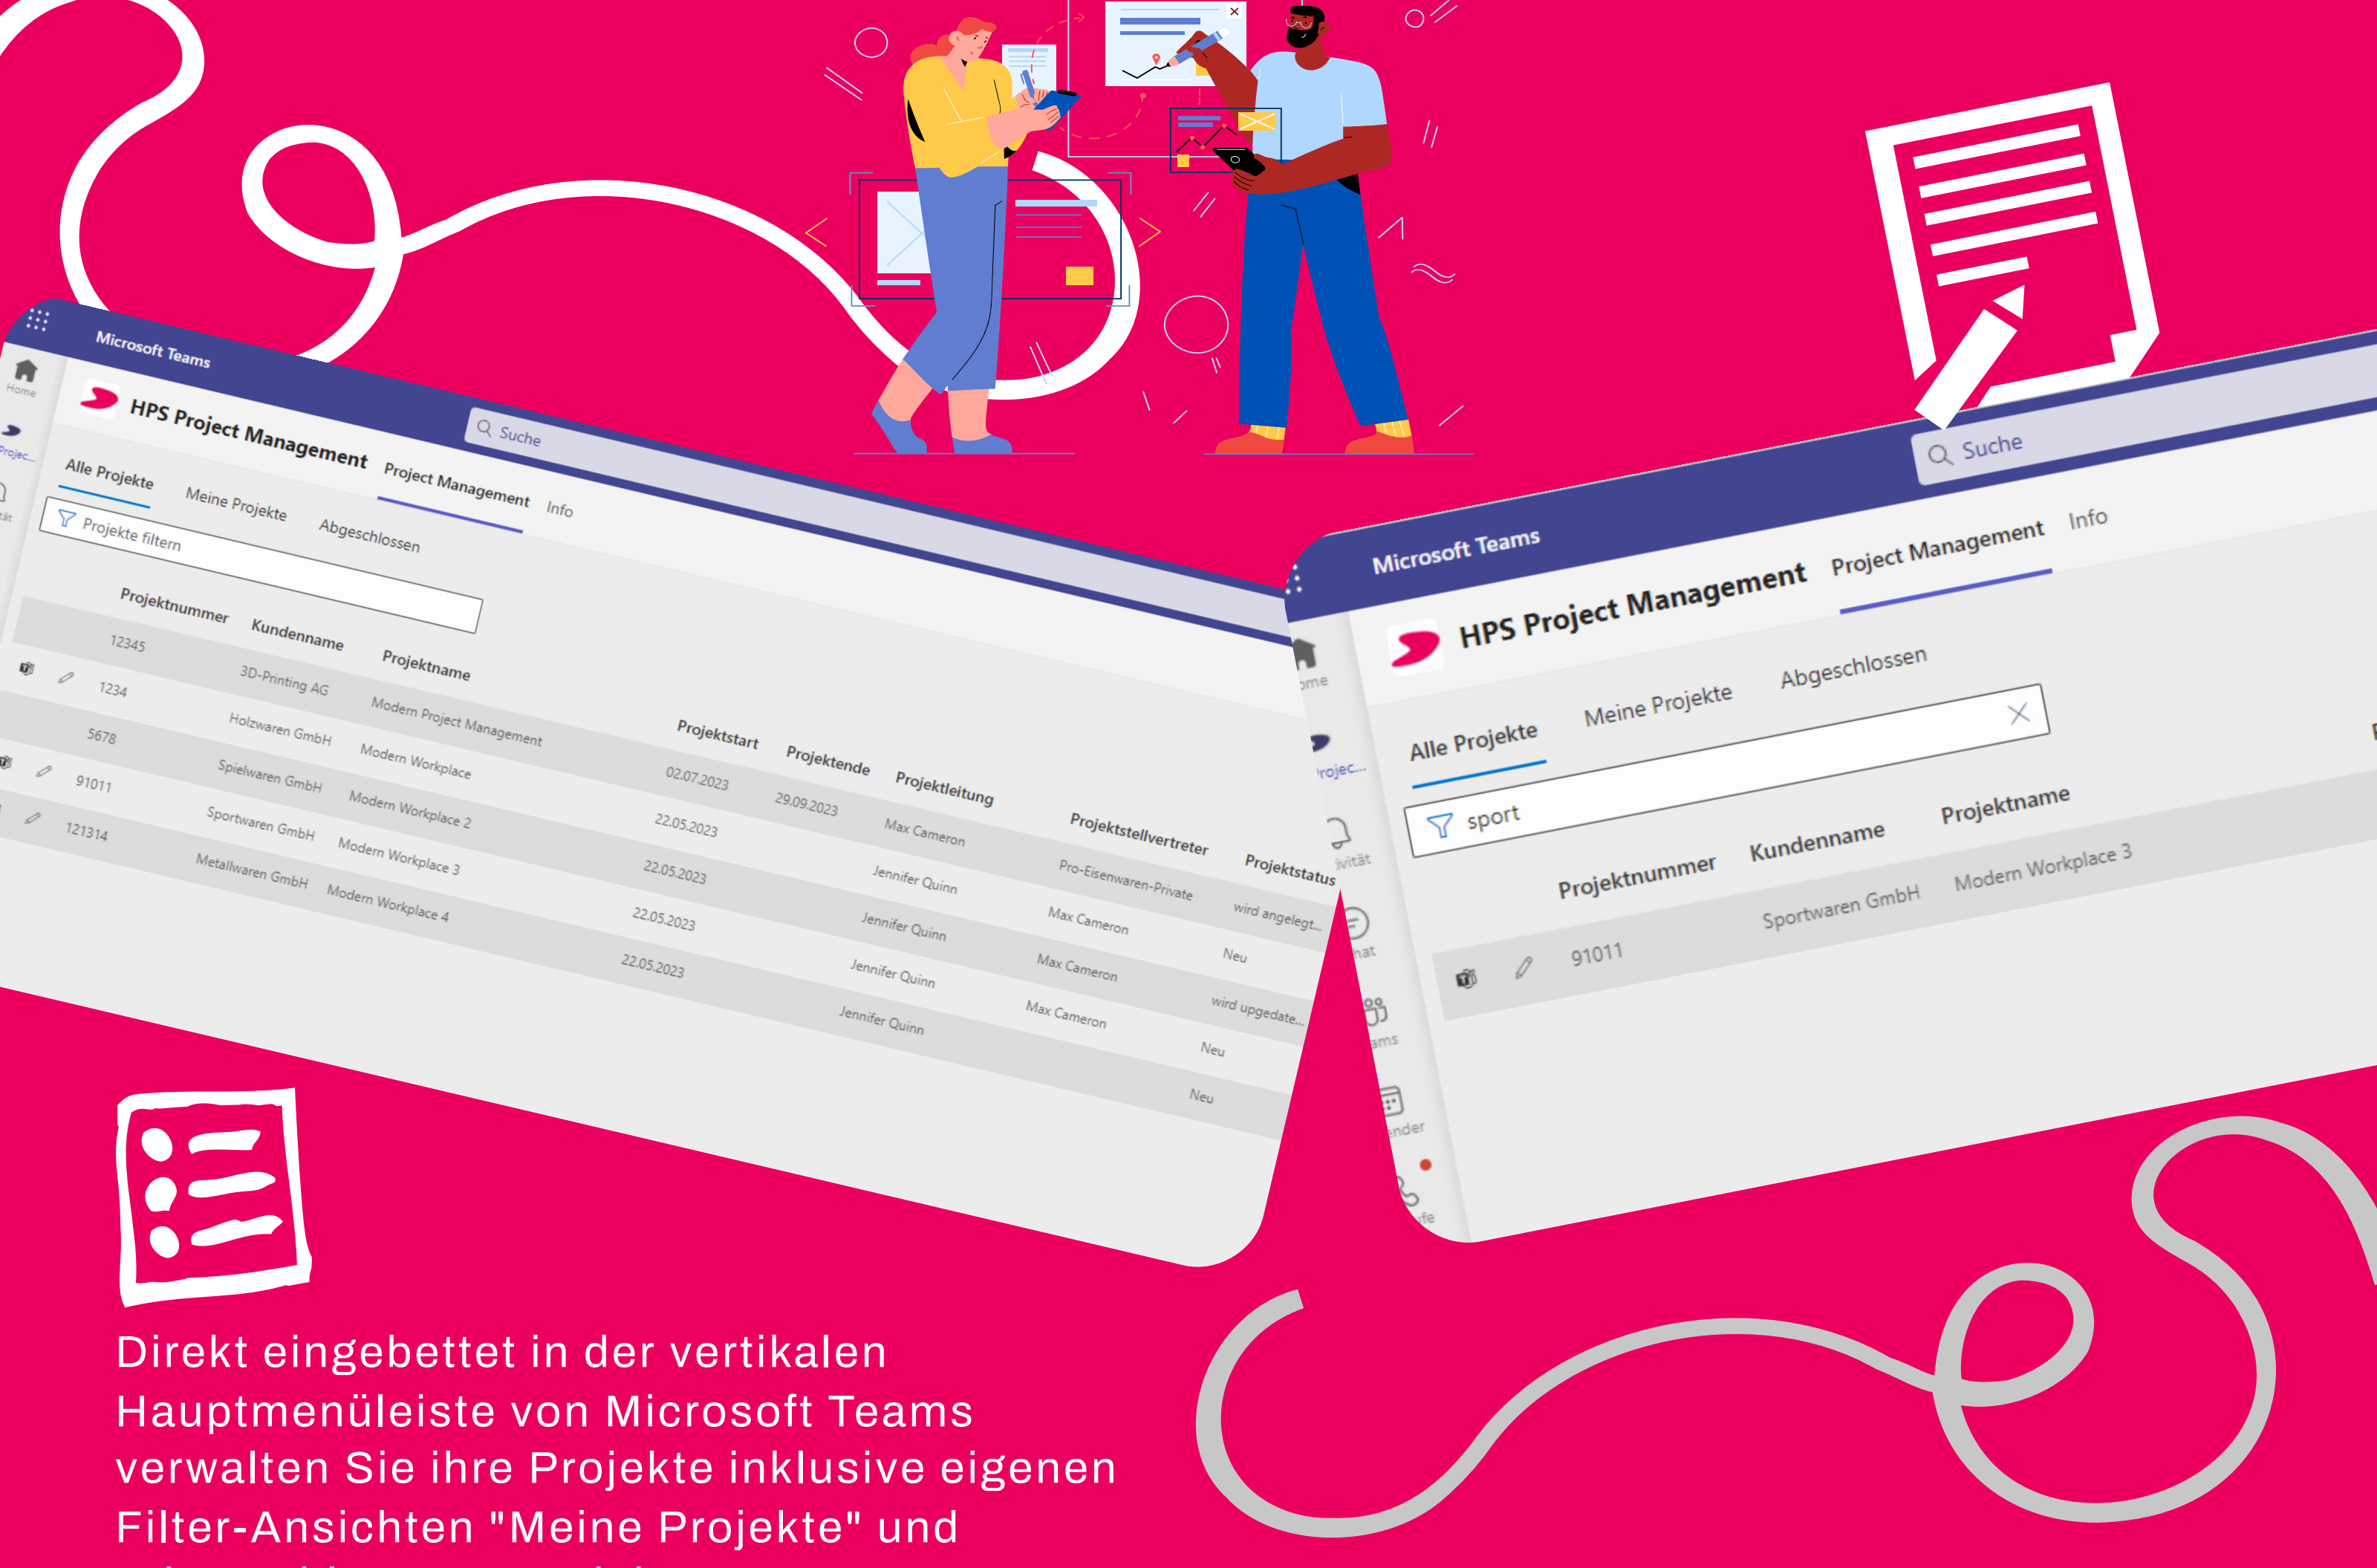 Microsoft Teams
Suche
Home
HPS Project Management Project Management Info
Projec...
Alle Projekte Meine Projekte Abgeschlossen
Projekte filtern
Projektnummer Kundenname Projektname Projektstart Projektende Projektleitung Projektstellvertreter Projektstatus
12345 3D-Printing AG Modern Project Management 02.07.2023 29.09.2023 Max Cameron Pro-Eisenwaren-Private wird angelegt...
1234 Holzwaren GmbH Modern Workplace 22.05.2023 Jennifer Quinn Max Cameron Neu
5678 Spielwaren GmbH Modern Workplace 2 22.05.2023 Jennifer Quinn Max Cameron wird upgedate...
91011 Sportwaren GmbH Modern Workplace 3 22.05.2023 Jennifer Quinn Max Cameron Neu
121314 Metallwaren GmbH Modern Workplace 4 22.05.2023 Jennifer Quinn Neu
Microsoft Teams
Suche
HPS Project Management Project Management Info
Alle Projekte Meine Projekte Abgeschlossen
sport
Projektnummer Kundenname Projektname
91011 Sportwaren GmbH Modern Workplace 3
Direkt eingebettet in der vertikalen
Hauptmenüleiste von Microsoft Teams
verwalten Sie ihre Projekte inklusive eigenen
Filter-Ansichten "Meine Projekte" und